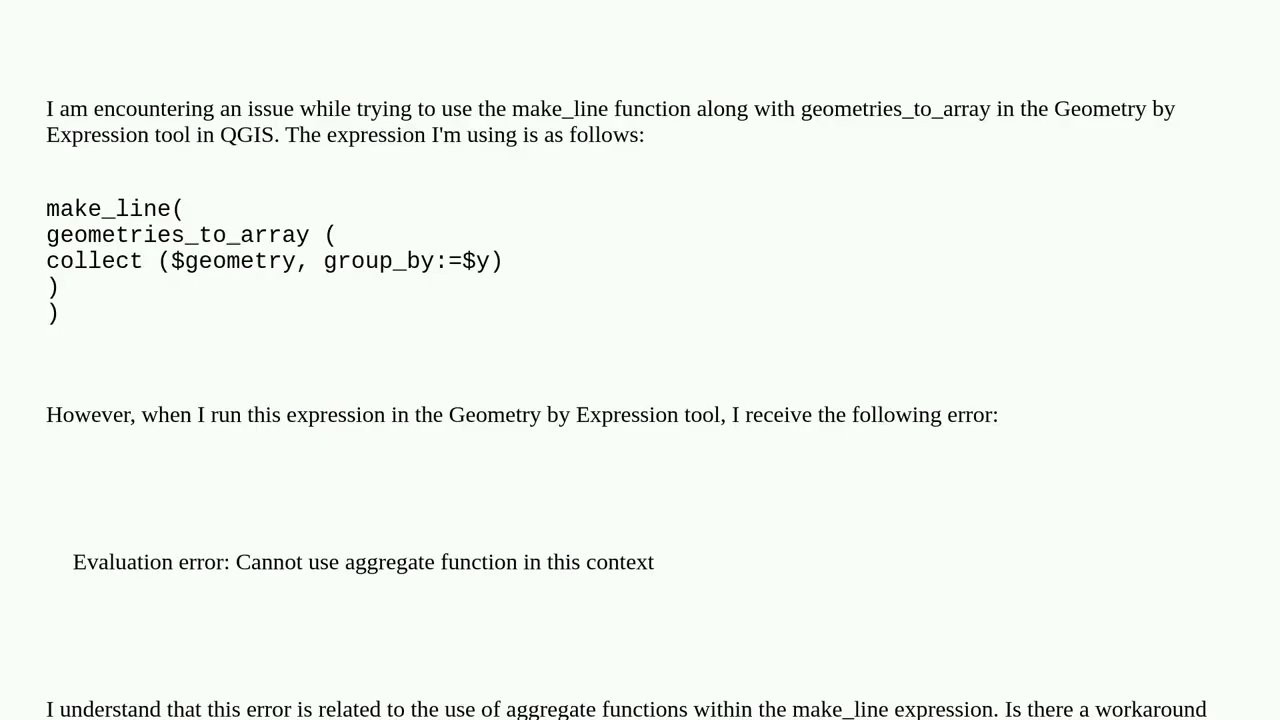 I am encountering an issue while trying to use the make_line function along with geometries_to_array in the Geometry by
Expression tool in QGIS. The expression I'm using is as follows:
make_line(
geometries_to_array (
collect ($geometry, group_by:=$y)
)
)
However, when I run this expression in the Geometry by Expression tool, I receive the following error:
Evaluation error: Cannot use aggregate function in this context
I understand that this error is related to the use of aggregate functions within the make_line expression. Is there a workaround